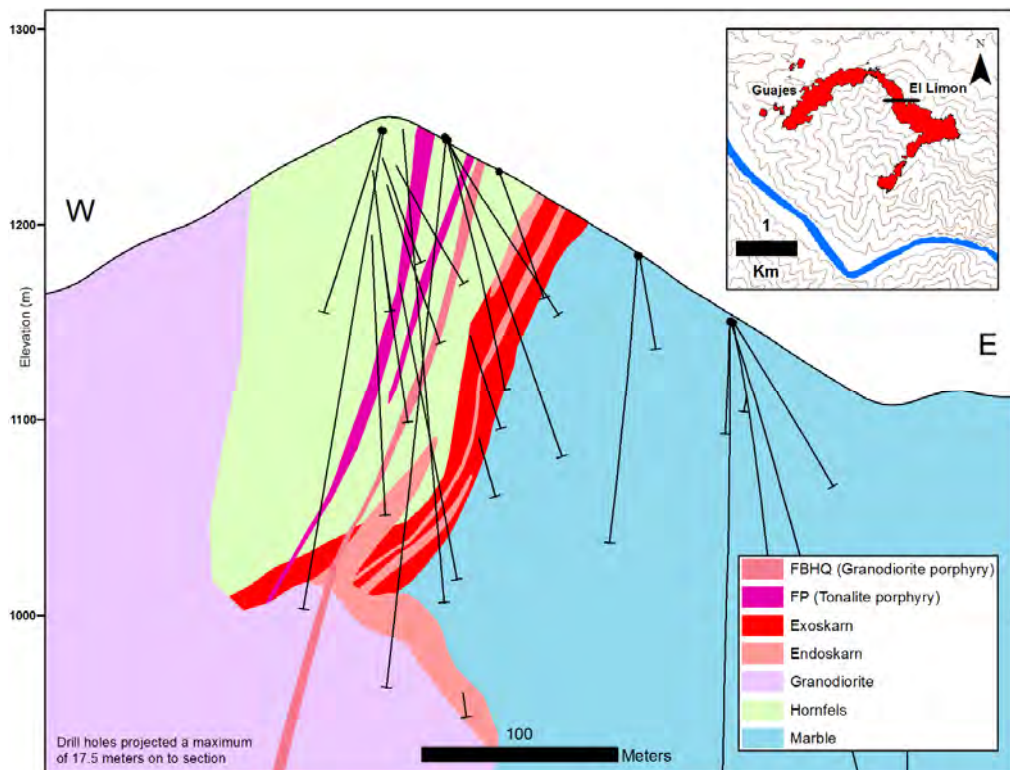 1300
1200
1100
1000
Elevation (m)
W
E
N
Guajes
El Limon
1
Km
FBHQ (Granodiorite porphyry)
FP (Tonalite porphyry)
Exoskarn
Endoskarn
Granodiorite
Hornfels
Marble
Drill holes projected a maximum
of 17.5 meters on to section
100
Meters